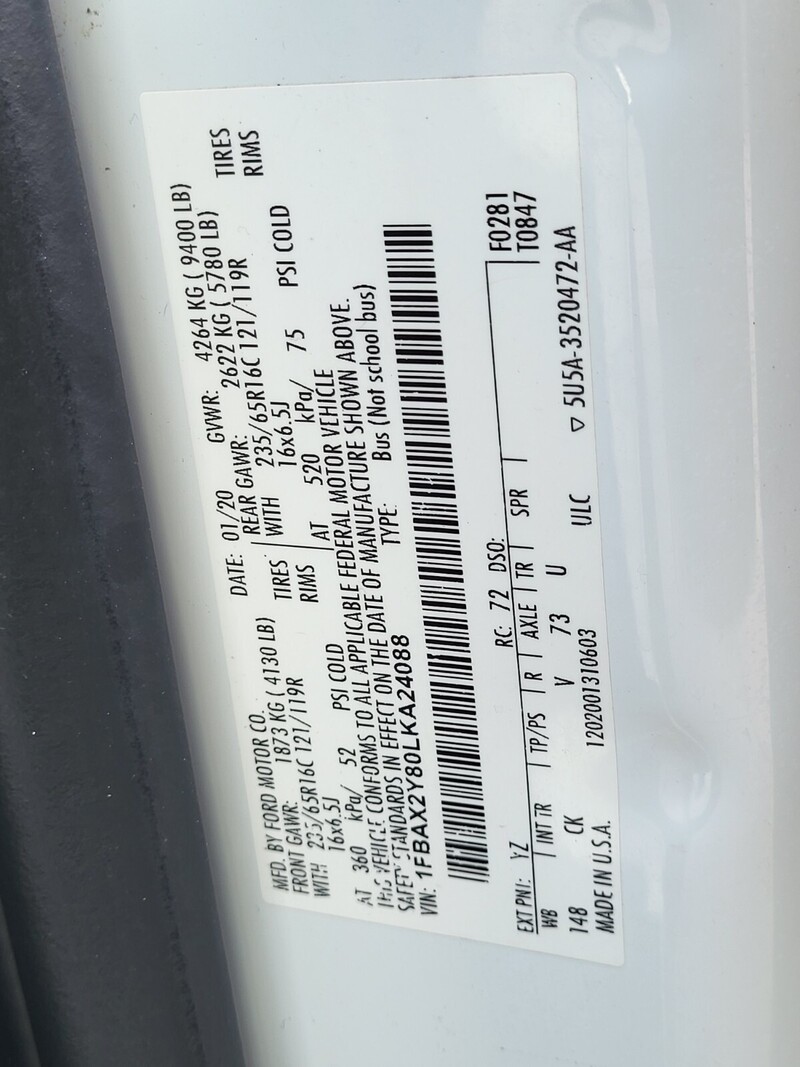 MFD. BY FORD MOTOR CO. DATE: 01/20 GVWR: 4264 KG ( 9400 LB)
FRONT GAWR: 1873 KG ( 4130 LB) REAR GAWR: 2622 KG ( 5780 LB)
WITH 235/65R16C 121/119R TIRES WITH 235/65R16C 121/119R TIRES
16x6.5J RIMS 16x6.5J RIMS
AT 360 kPa/ 52 PSI COLD AT 520 kPa/ 75 PSI COLD
THIS VEHICLE CONFORMS TO ALL APPLICABLE FEDERAL MOTOR VEHICLE
SAFETY STANDARDS IN EFFECT ON THE DATE OF MANUFACTURE SHOWN ABOVE.
VIN: 1FBAX2Y80LKA24088 TYPE: Bus (Not school bus)
EXT PNT: YZ RC: 72 DSO: F0281
WB INT TR TP/PS R AXLE TR SPR T0847
148 CK V 73 U
MADE IN U.S.A. 1202001310603 ULC ▽ 5U5A-3520472-AA